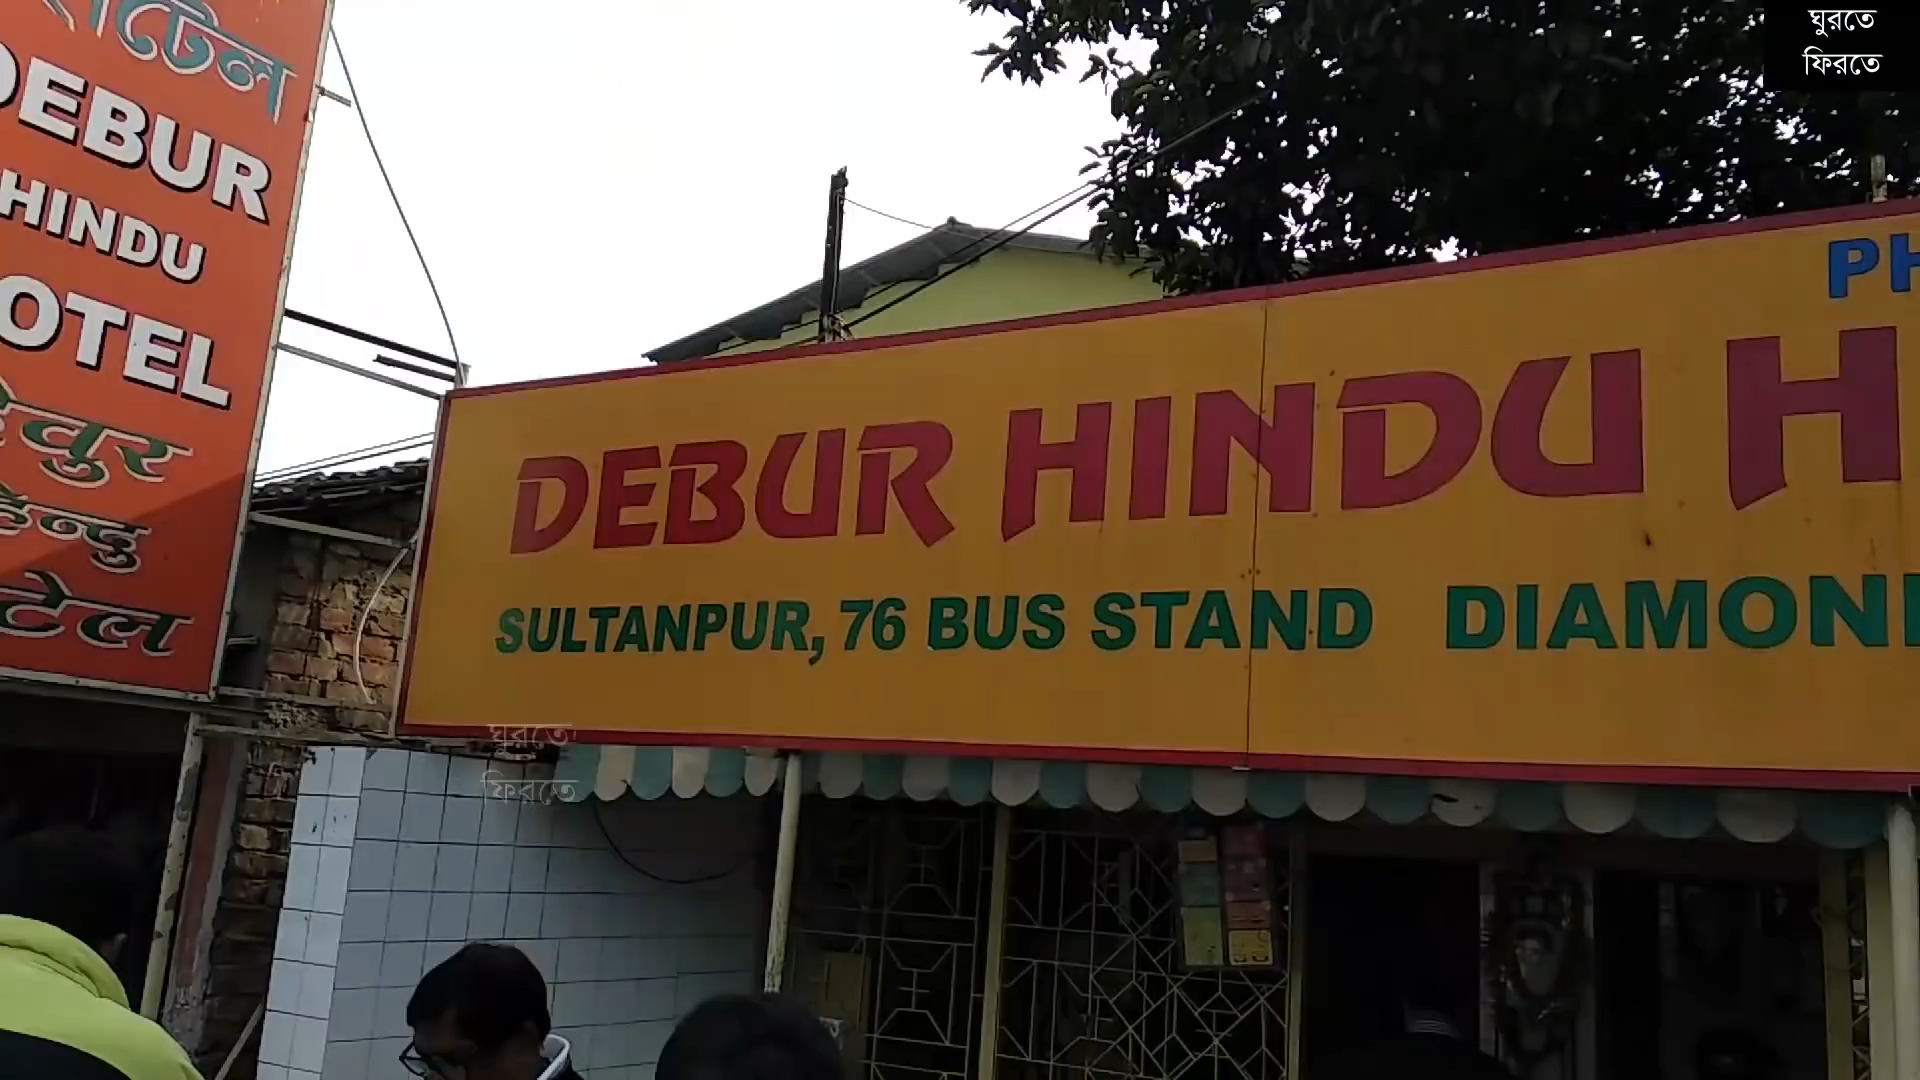 DEBUR
HINDU
OTEL
हिन्दु
टेल
PH
DEBUR HINDU H
SULTANPUR, 76 BUS STAND DIAMON
ঘুরতে
ফিরতে
ঘুরতে
ফিরতে